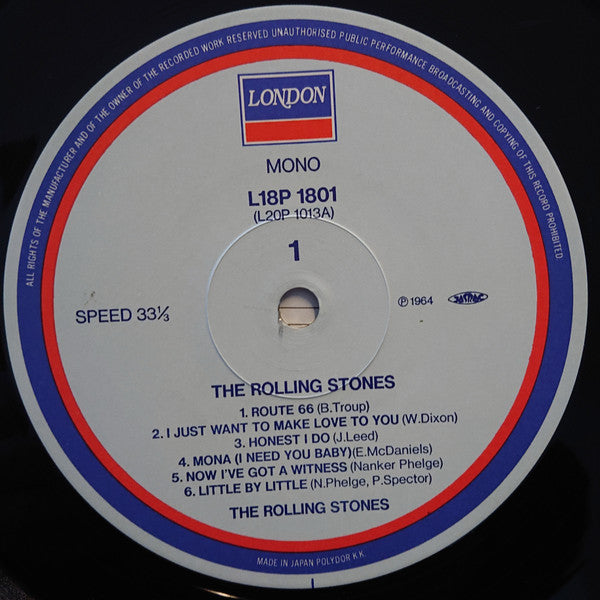 ALL RIGHTS OF THE MANUFACTURER AND OF THE OWNER OF THE RECORDED WORK RESERVED UNAUTHORISED PUBLIC PERFORMANCE BROADCASTING AND COPYING OF THIS RECORD PROHIBITED
LONDON
MONO
L18P 1801
(L20P 1013A)
1
SPEED 33⅓
℗ 1964
THE ROLLING STONES
1. ROUTE 66 (B.Troup)
2. I JUST WANT TO MAKE LOVE TO YOU (W.Dixon)
3. HONEST I DO (J.Leed)
4. MONA (I NEED YOU BABY)(E.McDaniels)
5. NOW I'VE GOT A WITNESS (Nanker Phelge)
6. LITTLE BY LITTLE (N.Phelge, P.Spector)
THE ROLLING STONES
MADE IN JAPAN POLYDOR K.K.